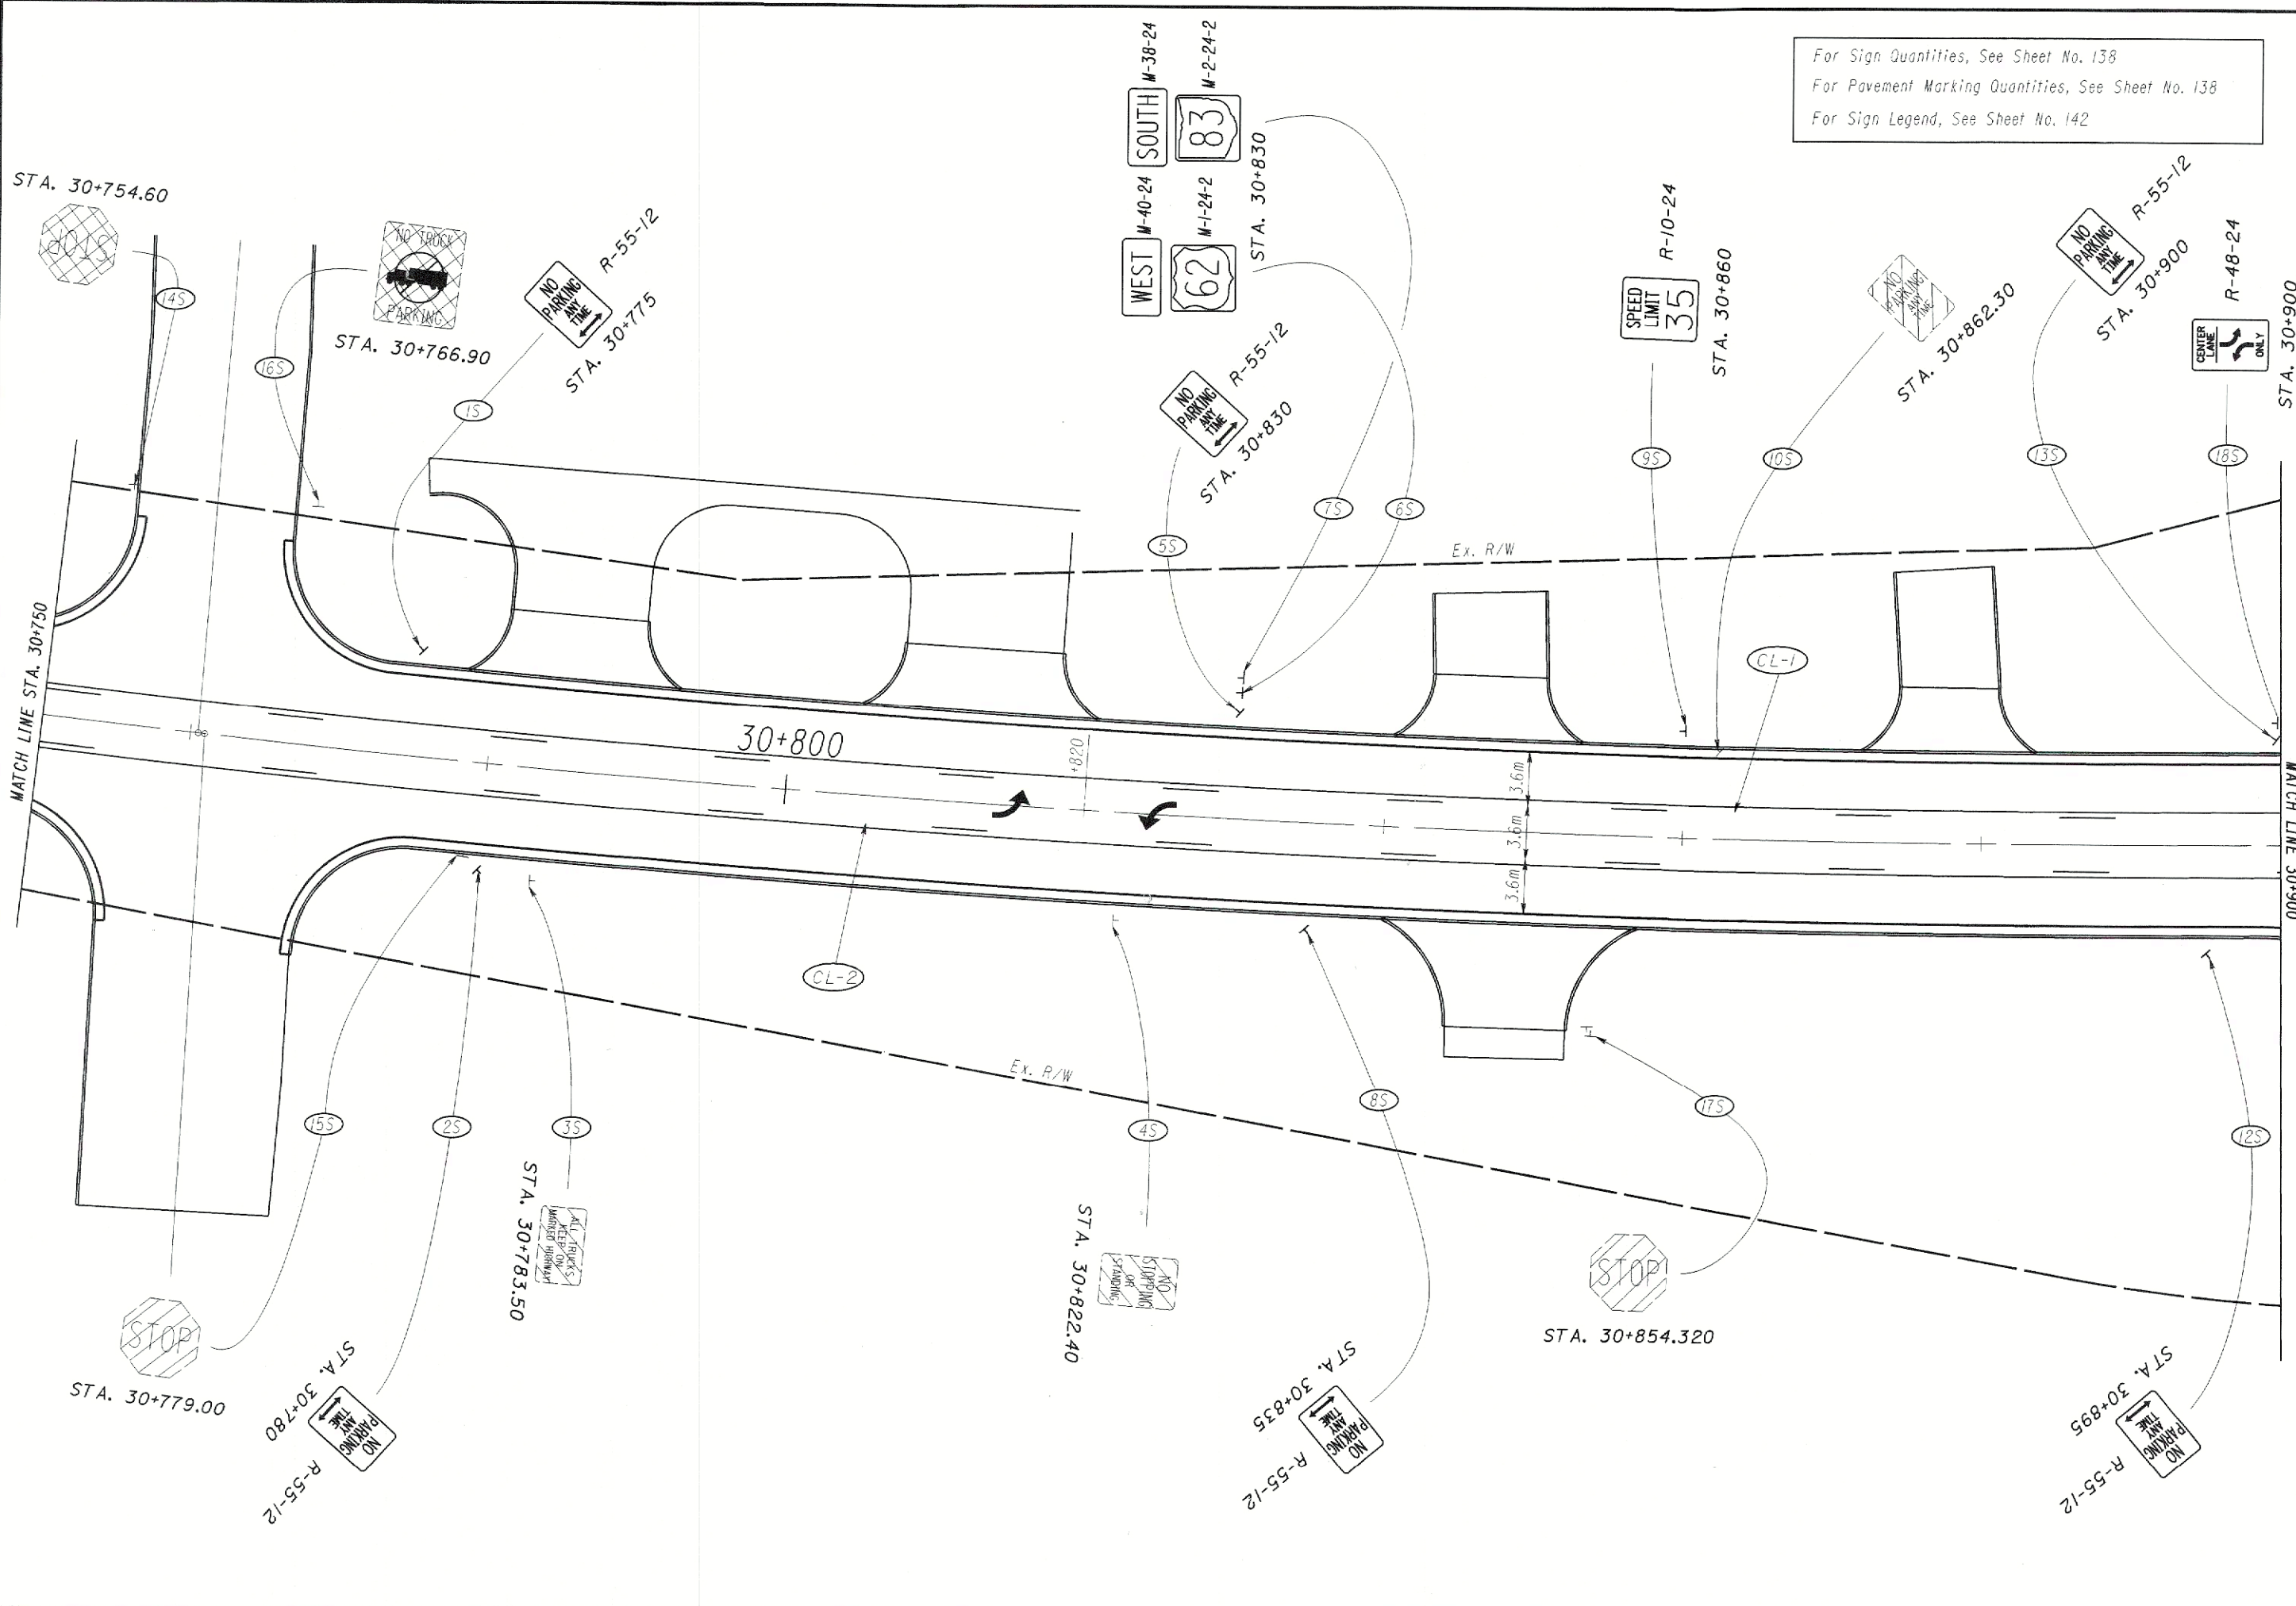 For Sign Quantities, See Sheet No. 138
For Pavement Marking Quantities, See Sheet No. 138
For Sign Legend, See Sheet No. 142
STA. 30+754.60
STOP
14S
NO TRUCK
PARKING
STA. 30+766.90
16S
NO
PARKING
ANY
TIME
R-55-12
STA. 30+775
1S
SOUTH
M-38-24
83
M-2-24-2
WEST
M-40-24
62
M-1-24-2
STA. 30+830
NO
PARKING
ANY
TIME
R-55-12
STA. 30+830
5S
7S
6S
SPEED
LIMIT
35
R-10-24
STA. 30+860
9S
NO
PARKING
ANY
TIME
STA. 30+862.30
10S
NO
PARKING
ANY
TIME
R-55-12
STA. 30+900
13S
CENTER
LANE
ONLY
R-48-24
STA. 30+900
18S
Ex. R/W
CL-1
MATCH LINE STA. 30+750
30+800
+820
3.6m
3.6m
3.6m
MATCH LINE 30+900
CL-2
Ex. R/W
15S
2S
3S
4S
8S
17S
12S
STOP
STA. 30+779.00
STA. 30+780
NO
PARKING
ANY
TIME
R-55-12
STA. 30+783.50
ALL TRUCKS
KEEP ON
MARKED HIGHWAY
STA. 30+822.40
NO
STOPPING
OR
STANDING
STA. 30+835
NO
PARKING
ANY
TIME
R-55-12
STOP
STA. 30+854.320
STA. 30+895
NO
PARKING
ANY
TIME
R-55-12